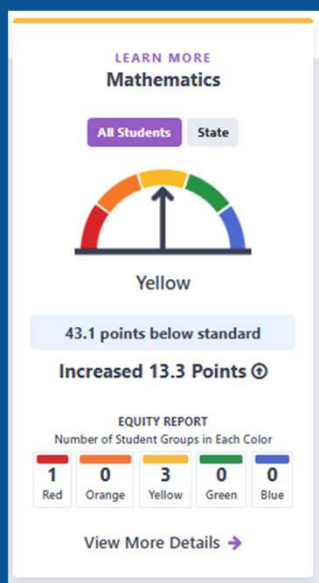 LEARN MORE
Mathematics
All Students State
Yellow
43.1 points below standard
Increased 13.3 Points
EQUITY REPORT
Number of Student Groups in Each Color
1 0 3 0 0
Red Orange Yellow Green Blue
View More Details